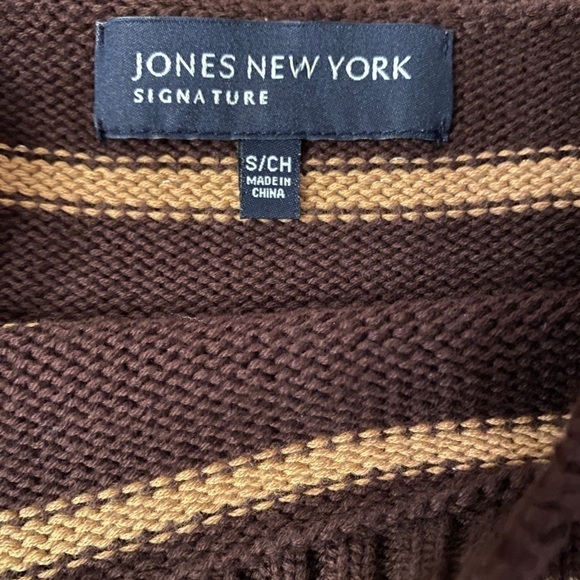 JONES NEW YORK
SIGNATURE
S/CH
MADE IN
CHINA